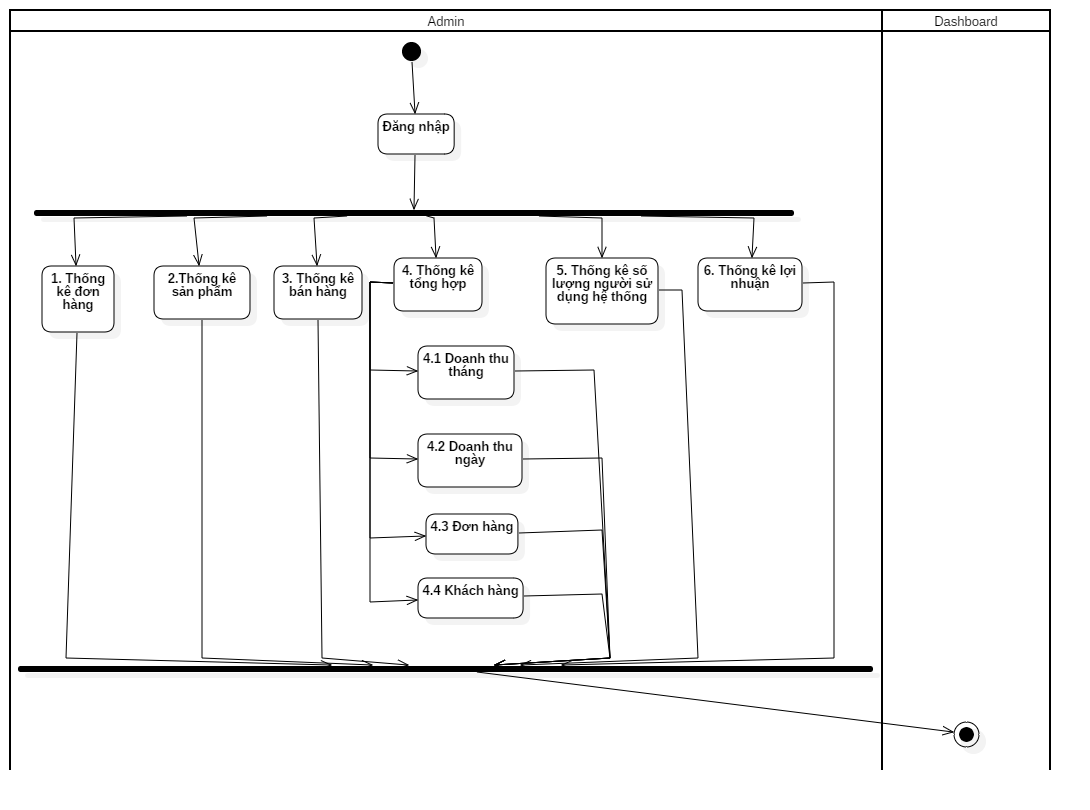 Admin
Dashboard
Đăng nhập
1. Thống
kê đơn
hàng
2.Thống kê
sản phẩm
3. Thống kê
bán hàng
4. Thống kê
tổng hợp
5. Thống kê số
lượng người sử
dụng hệ thống
6. Thống kê lợi
nhuận
4.1 Doanh thu
tháng
4.2 Doanh thu
ngày
4.3 Đơn hàng
4.4 Khách hàng